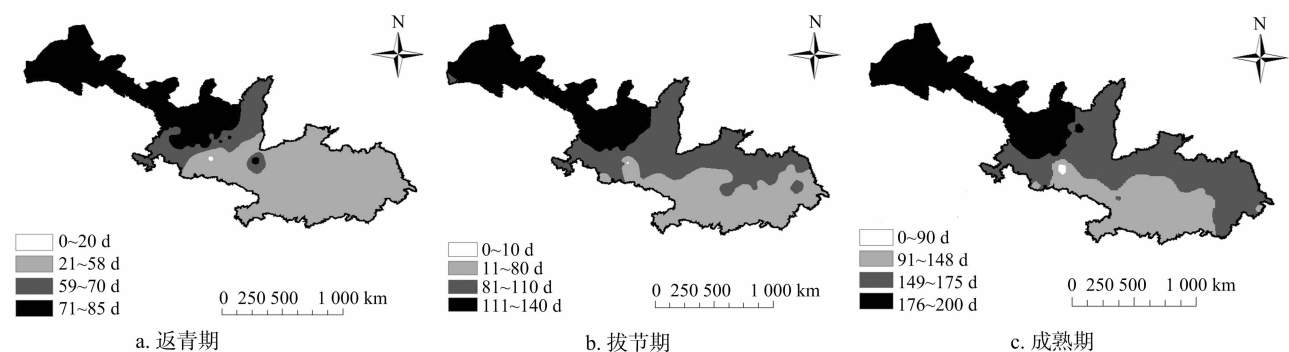 N
0~20 d
21~58 d
59~70 d
71~85 d
0 250 500 1 000 km
a. 返青期
N
0~10 d
11~80 d
81~110 d
111~140 d
0 250 500 1 000 km
b. 拔节期
N
0~90 d
91~148 d
149~175 d
176~200 d
0 250 500 1 000 km
c. 成熟期